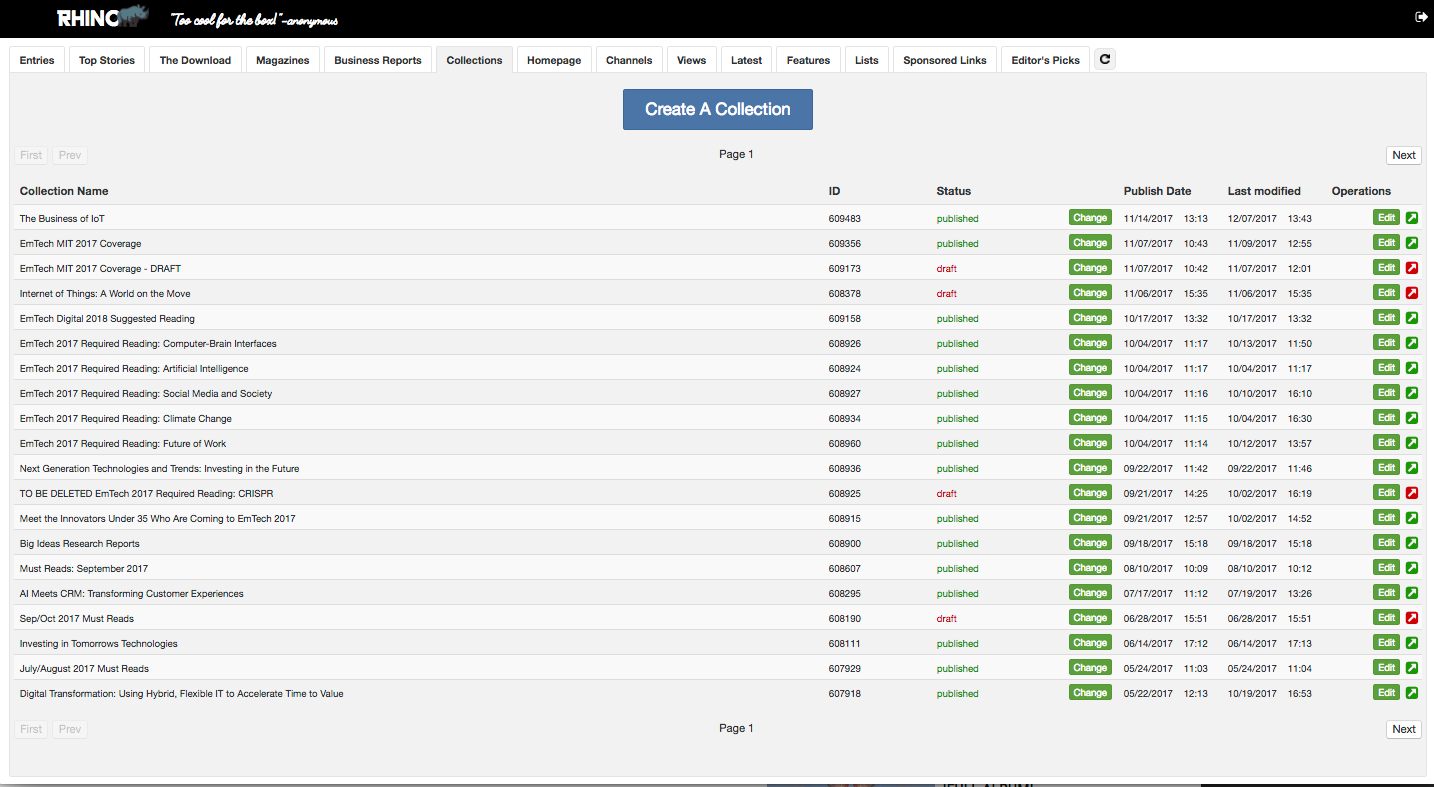 RHINO "Too cool for the box!" -anonymous
Entries Top Stories The Download Magazines Business Reports Collections Homepage Channels Views Latest Features Lists Sponsored Links Editor's Picks
Create A Collection
First Prev Page 1 Next
Collection Name ID Status Publish Date Last modified Operations
The Business of IoT 609483 published Change 11/14/2017 13:13 12/07/2017 13:43 Edit
EmTech MIT 2017 Coverage 609356 published Change 11/07/2017 10:43 11/09/2017 12:55 Edit
EmTech MIT 2017 Coverage - DRAFT 609173 draft Change 11/07/2017 10:42 11/07/2017 12:01 Edit
Internet of Things: A World on the Move 608378 draft Change 11/06/2017 15:35 11/06/2017 15:35 Edit
EmTech Digital 2018 Suggested Reading 609158 published Change 10/17/2017 13:32 10/17/2017 13:32 Edit
EmTech 2017 Required Reading: Computer-Brain Interfaces 608926 published Change 10/04/2017 11:17 10/13/2017 11:50 Edit
EmTech 2017 Required Reading: Artificial Intelligence 608924 published Change 10/04/2017 11:17 10/04/2017 11:17 Edit
EmTech 2017 Required Reading: Social Media and Society 608927 published Change 10/04/2017 11:16 10/10/2017 16:10 Edit
EmTech 2017 Required Reading: Climate Change 608934 published Change 10/04/2017 11:15 10/04/2017 16:30 Edit
EmTech 2017 Required Reading: Future of Work 608960 published Change 10/04/2017 11:14 10/12/2017 13:57 Edit
Next Generation Technologies and Trends: Investing in the Future 608936 published Change 09/22/2017 11:42 09/22/2017 11:46 Edit
TO BE DELETED EmTech 2017 Required Reading: CRISPR 608925 draft Change 09/21/2017 14:25 10/02/2017 16:19 Edit
Meet the Innovators Under 35 Who Are Coming to EmTech 2017 608915 published Change 09/21/2017 12:57 10/02/2017 14:52 Edit
Big Ideas Research Reports 608900 published Change 09/18/2017 15:18 09/18/2017 15:18 Edit
Must Reads: September 2017 608607 published Change 08/10/2017 10:09 08/10/2017 10:12 Edit
AI Meets CRM: Transforming Customer Experiences 608295 published Change 07/17/2017 11:12 07/19/2017 13:26 Edit
Sep/Oct 2017 Must Reads 608190 draft Change 06/28/2017 15:51 06/28/2017 15:51 Edit
Investing in Tomorrows Technologies 608111 published Change 06/14/2017 17:12 06/14/2017 17:13 Edit
July/August 2017 Must Reads 607929 published Change 05/24/2017 11:03 05/24/2017 11:04 Edit
Digital Transformation: Using Hybrid, Flexible IT to Accelerate Time to Value 607918 published Change 05/22/2017 12:13 10/19/2017 16:53 Edit
First Prev Page 1 Next